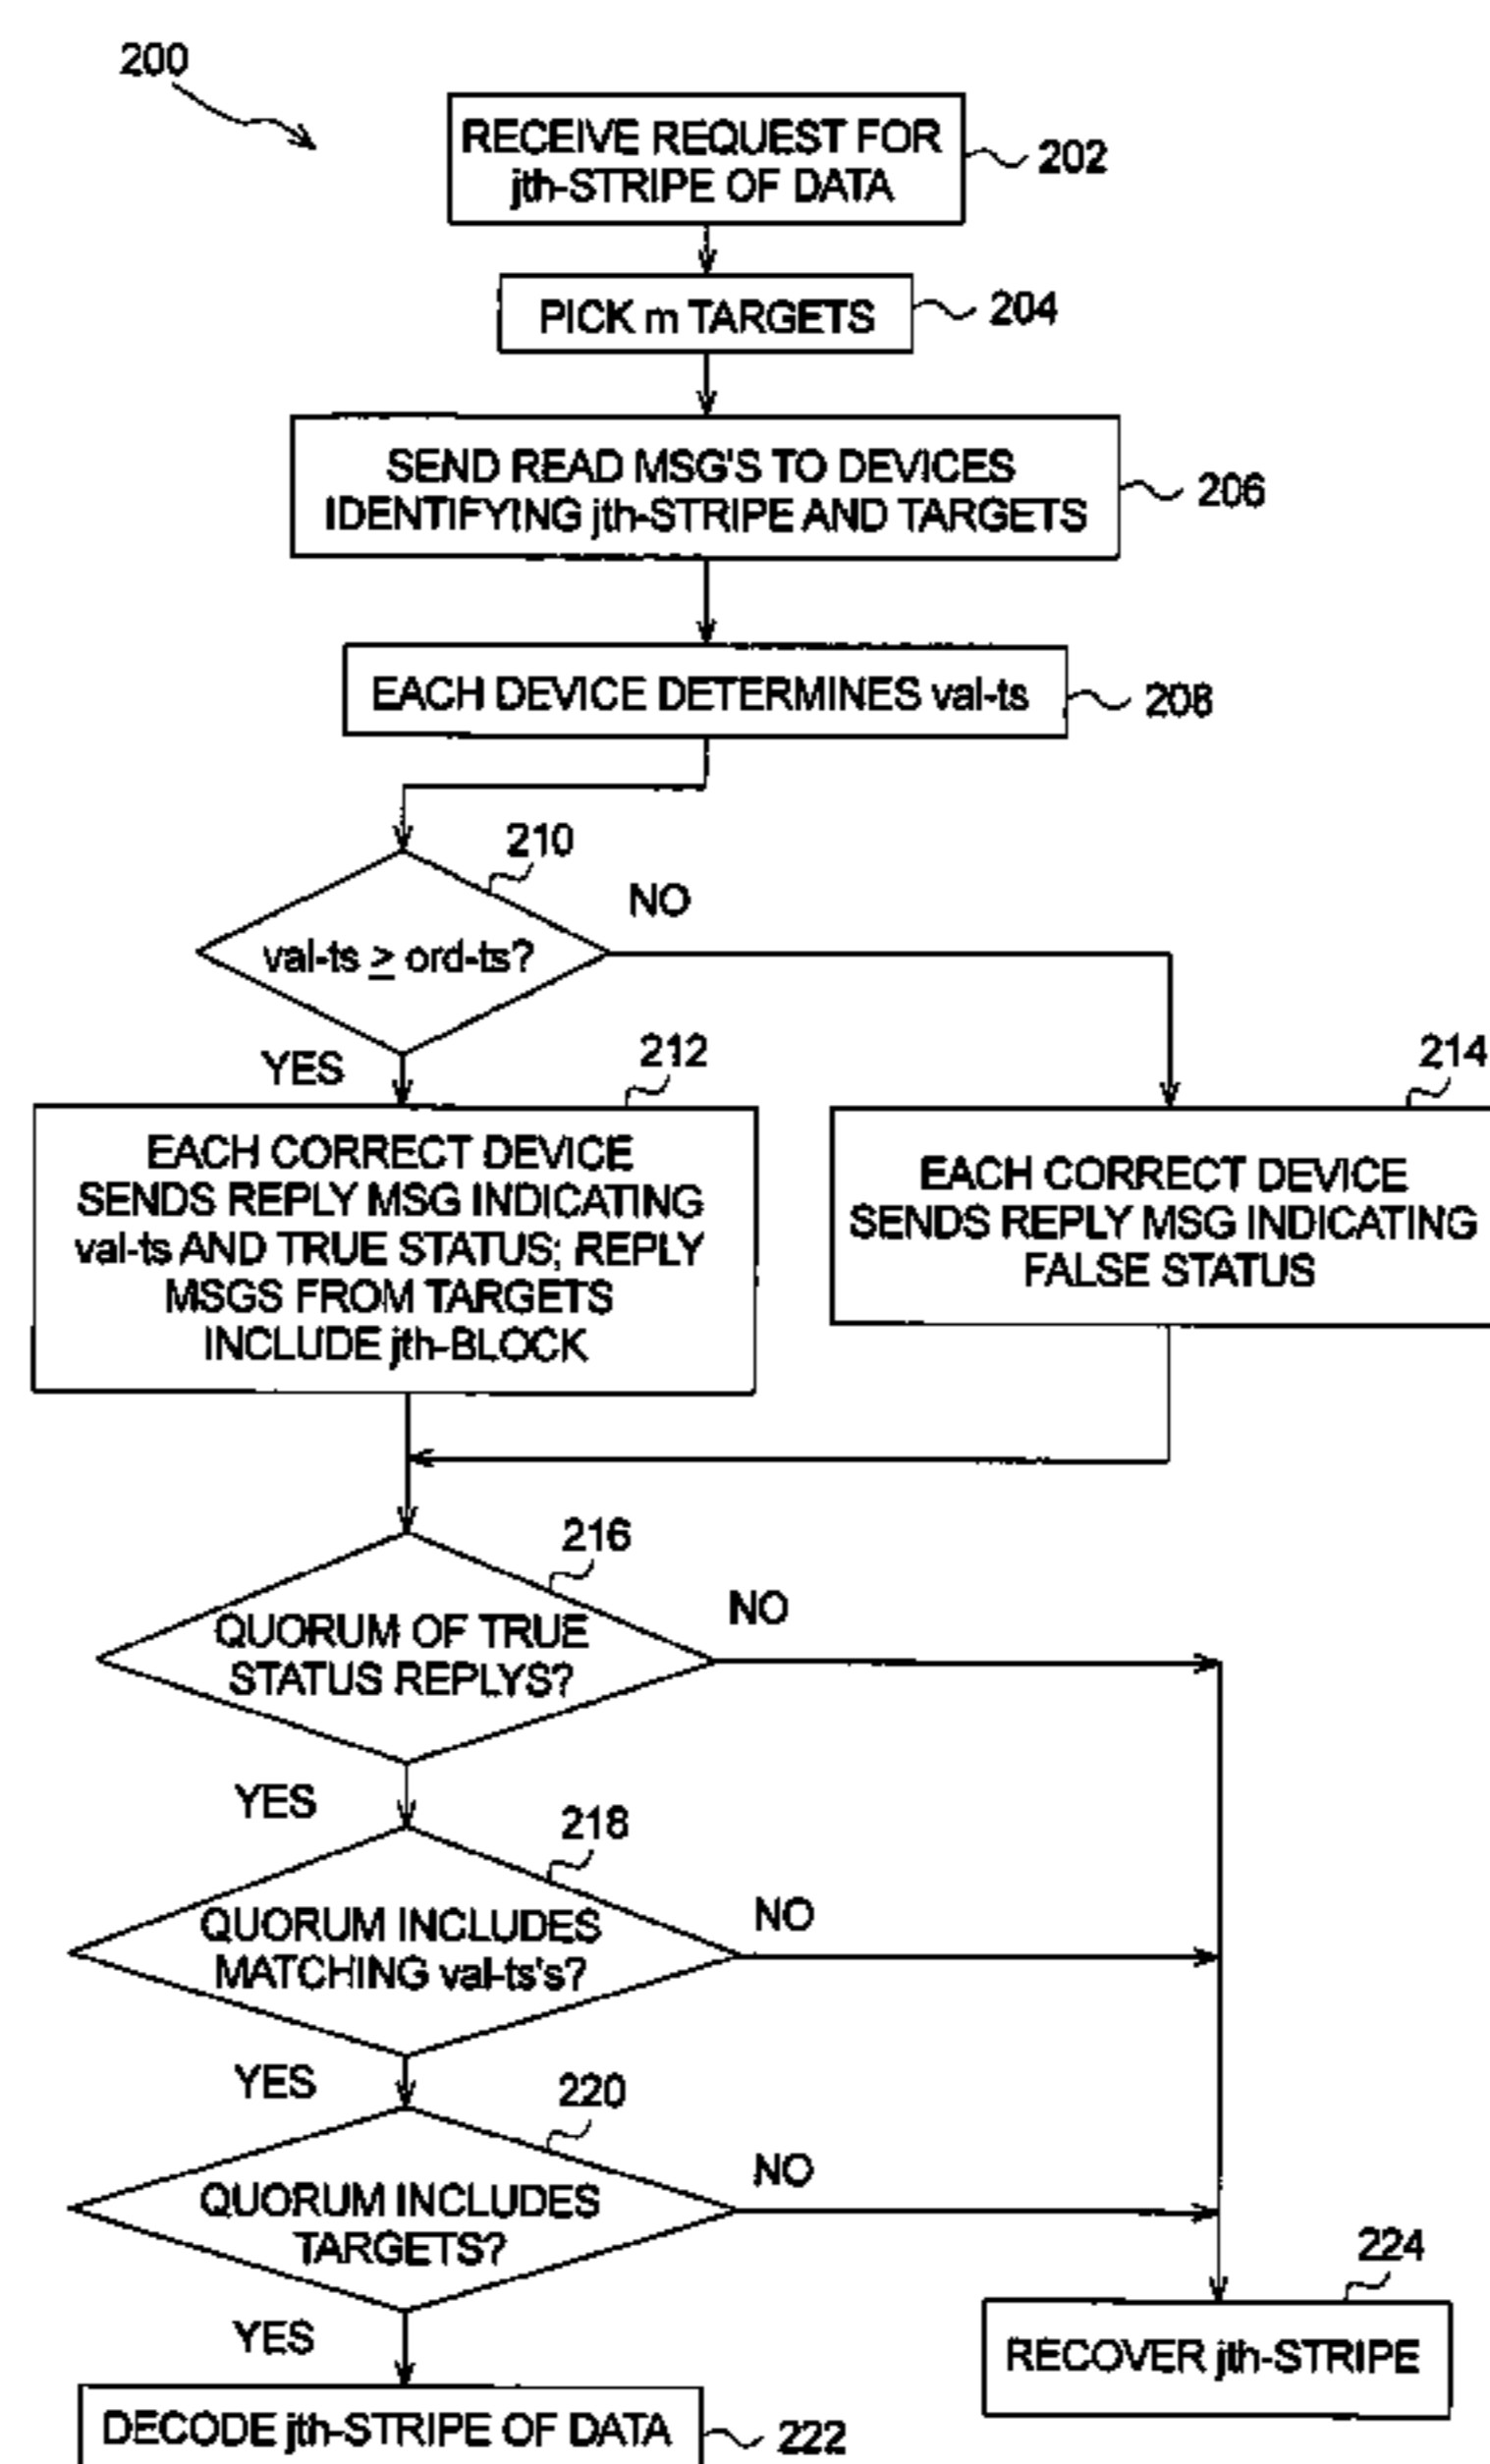 200
RECEIVE REQUEST FOR
jth-STRIPE OF DATA
202
PICK m TARGETS
204
SEND READ MSG'S TO DEVICES
IDENTIFYING jth-STRIPE AND TARGETS
206
EACH DEVICE DETERMINES val-ts
208
210
val-ts ≥ ord-ts?
NO
YES
212
EACH CORRECT DEVICE
SENDS REPLY MSG INDICATING
val-ts AND TRUE STATUS; REPLY
MSGS FROM TARGETS
INCLUDE jth-BLOCK
214
EACH CORRECT DEVICE
SENDS REPLY MSG INDICATING
FALSE STATUS
216
QUORUM OF TRUE
STATUS REPLYS?
NO
YES
218
QUORUM INCLUDES
MATCHING val-ts's?
NO
YES
220
QUORUM INCLUDES
TARGETS?
NO
YES
224
RECOVER jth-STRIPE
DECODE jth-STRIPE OF DATA
222